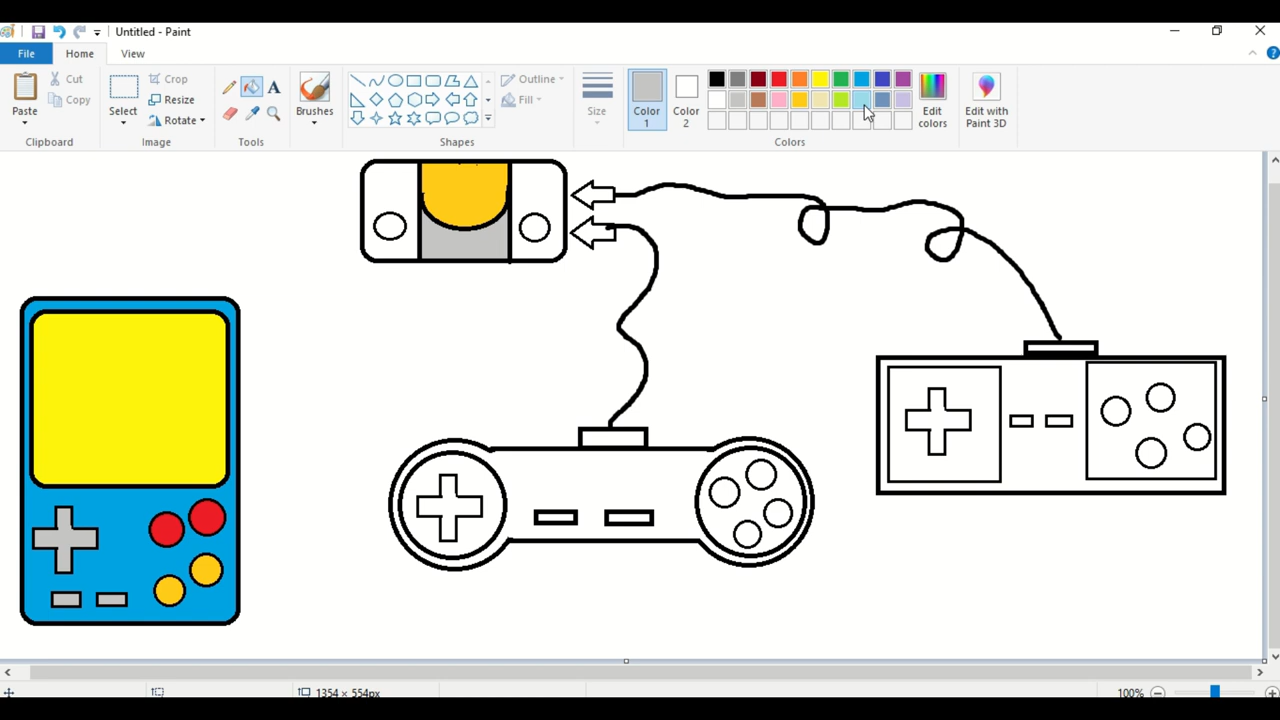 Untitled - Paint
File Home View
Paste
Cut
Copy
Clipboard
Select
Crop
Resize
Rotate
Image
A
Tools
Brushes
Shapes
Outline
Fill
Size
Color 1
Color 2
Edit colors
Colors
Edit with Paint 3D
1354 × 554px
100%